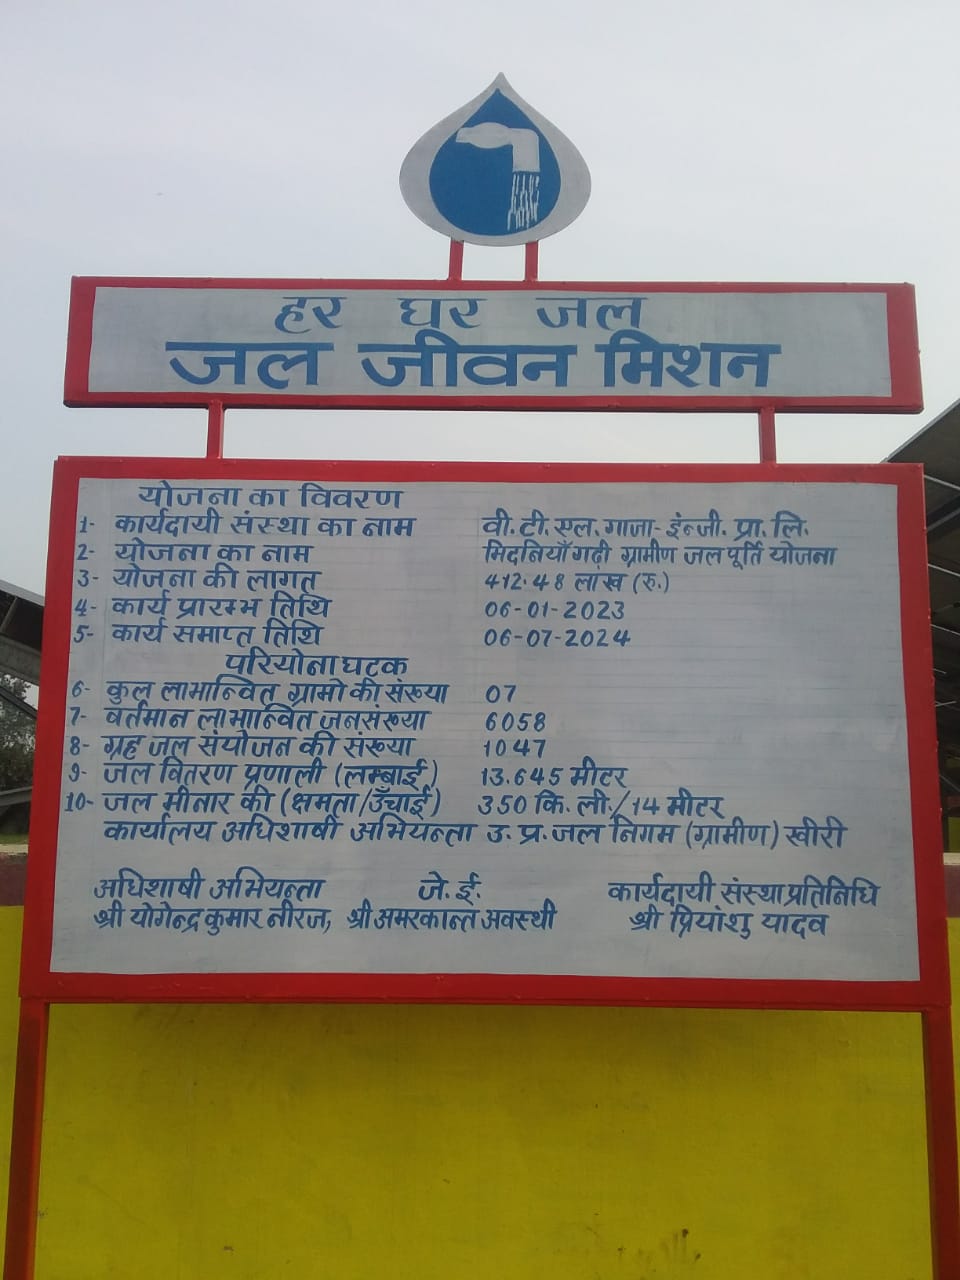 हर घर जल
जल जीवन मिशन
योजना का विवरण
1- कार्यदायी संस्था का नाम वी. टी. एल. गाजा- इंन्जी. प्रा. लि.
2- योजना का नाम मिदनियाँ गढ़ी ग्रामीण जल पूर्ति योजना
3- योजना की लागत 412.48 लाख (रु.)
4- कार्य प्रारम्भ तिथि 06-01-2023
5- कार्य समाप्त तिथि 06-07-2024
परियोना घटक
6- कुल लाभान्वित ग्रामो की संख्या 07
7- वर्तमान लाभान्वित जनसंख्या 6058
8- ग्रह जल संयोजन की संख्या 1047
9- जल वितरण प्रणाली (लम्बाई) 13.645 मीटर
10- जल मीनार की (क्षमता/ऊँचाई) 350 कि. ली./14 मीटर
कार्यालय अधिशाषी अभियन्ता उ. प्र. जल निगम (ग्रामीण) खीरी
अधिशाषी अभियन्ता जे. ई. कार्यदायी संस्था प्रतिनिधि
श्री योगेन्द्र कुमार नीरज, श्री अमरकान्त अवस्थी श्री प्रियांशु यादव